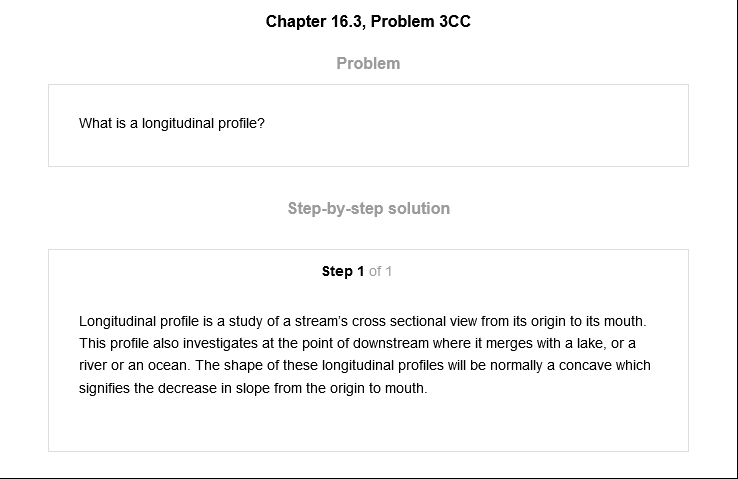 Chapter 16.3, Problem 3CC
Problem
What is a longitudinal profile?
Step-by-step solution
Step 1 of 1
Longitudinal profile is a study of a stream's cross sectional view from its origin to its mouth.
This profile also investigates at the point of downstream where it merges with a lake, or a
river or an ocean. The shape of these longitudinal profiles will be normally a concave which
signifies the decrease in slope from the origin to mouth.